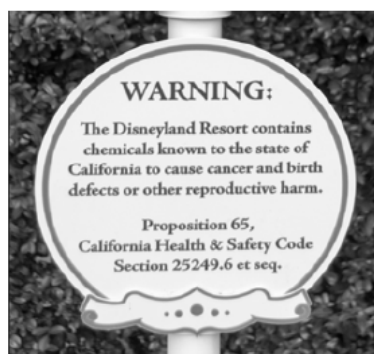 WARNING:
The Disneyland Resort contains
chemicals known to the state of
California to cause cancer and birth
defects or other reproductive harm.
Proposition 65,
California Health & Safety Code
Section 25249.6 et seq.